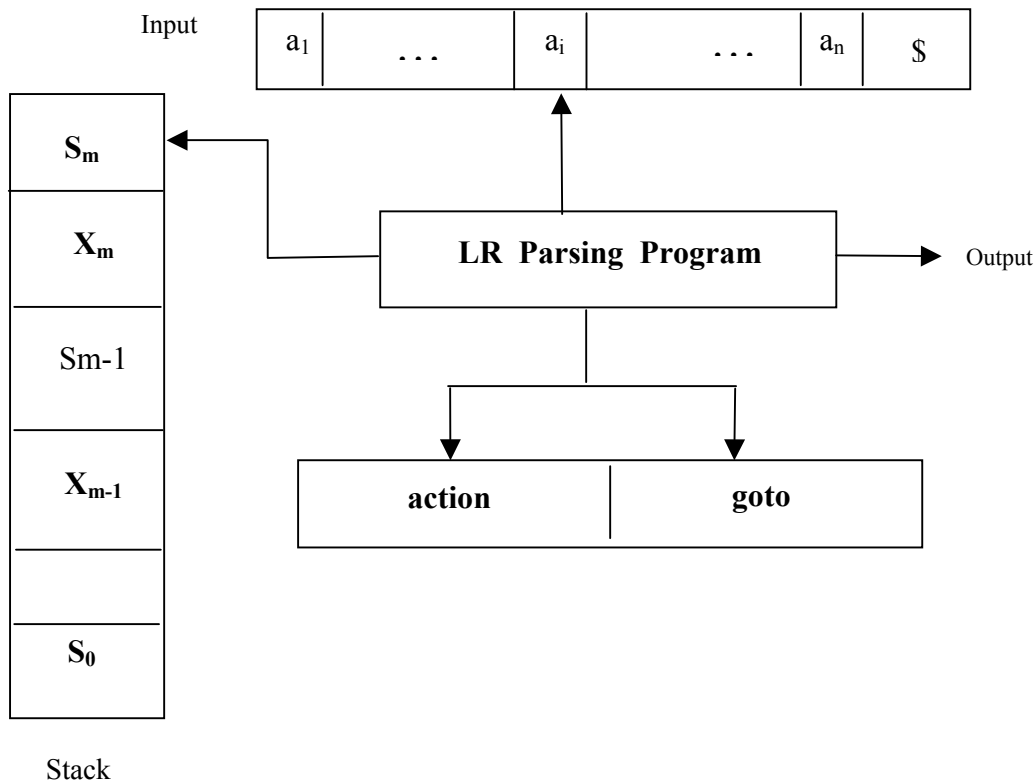 Input
a₁ ... aᵢ ... aₙ $
Sₘ
Xₘ
LR Parsing Program
Output
Sm-1
Xₘ₋₁
action goto
S₀
Stack